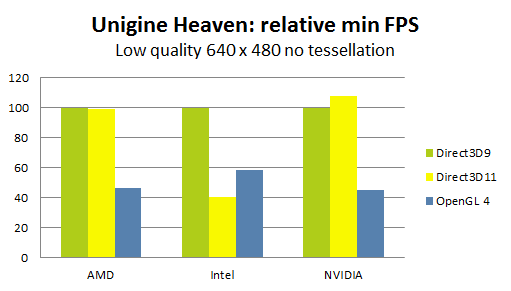 Unigine Heaven: relative min FPS
Low quality 640 x 480 no tessellation
120
100
80
60
40
20
0
AMD
Intel
NVIDIA
Direct3D9
Direct3D11
OpenGL 4